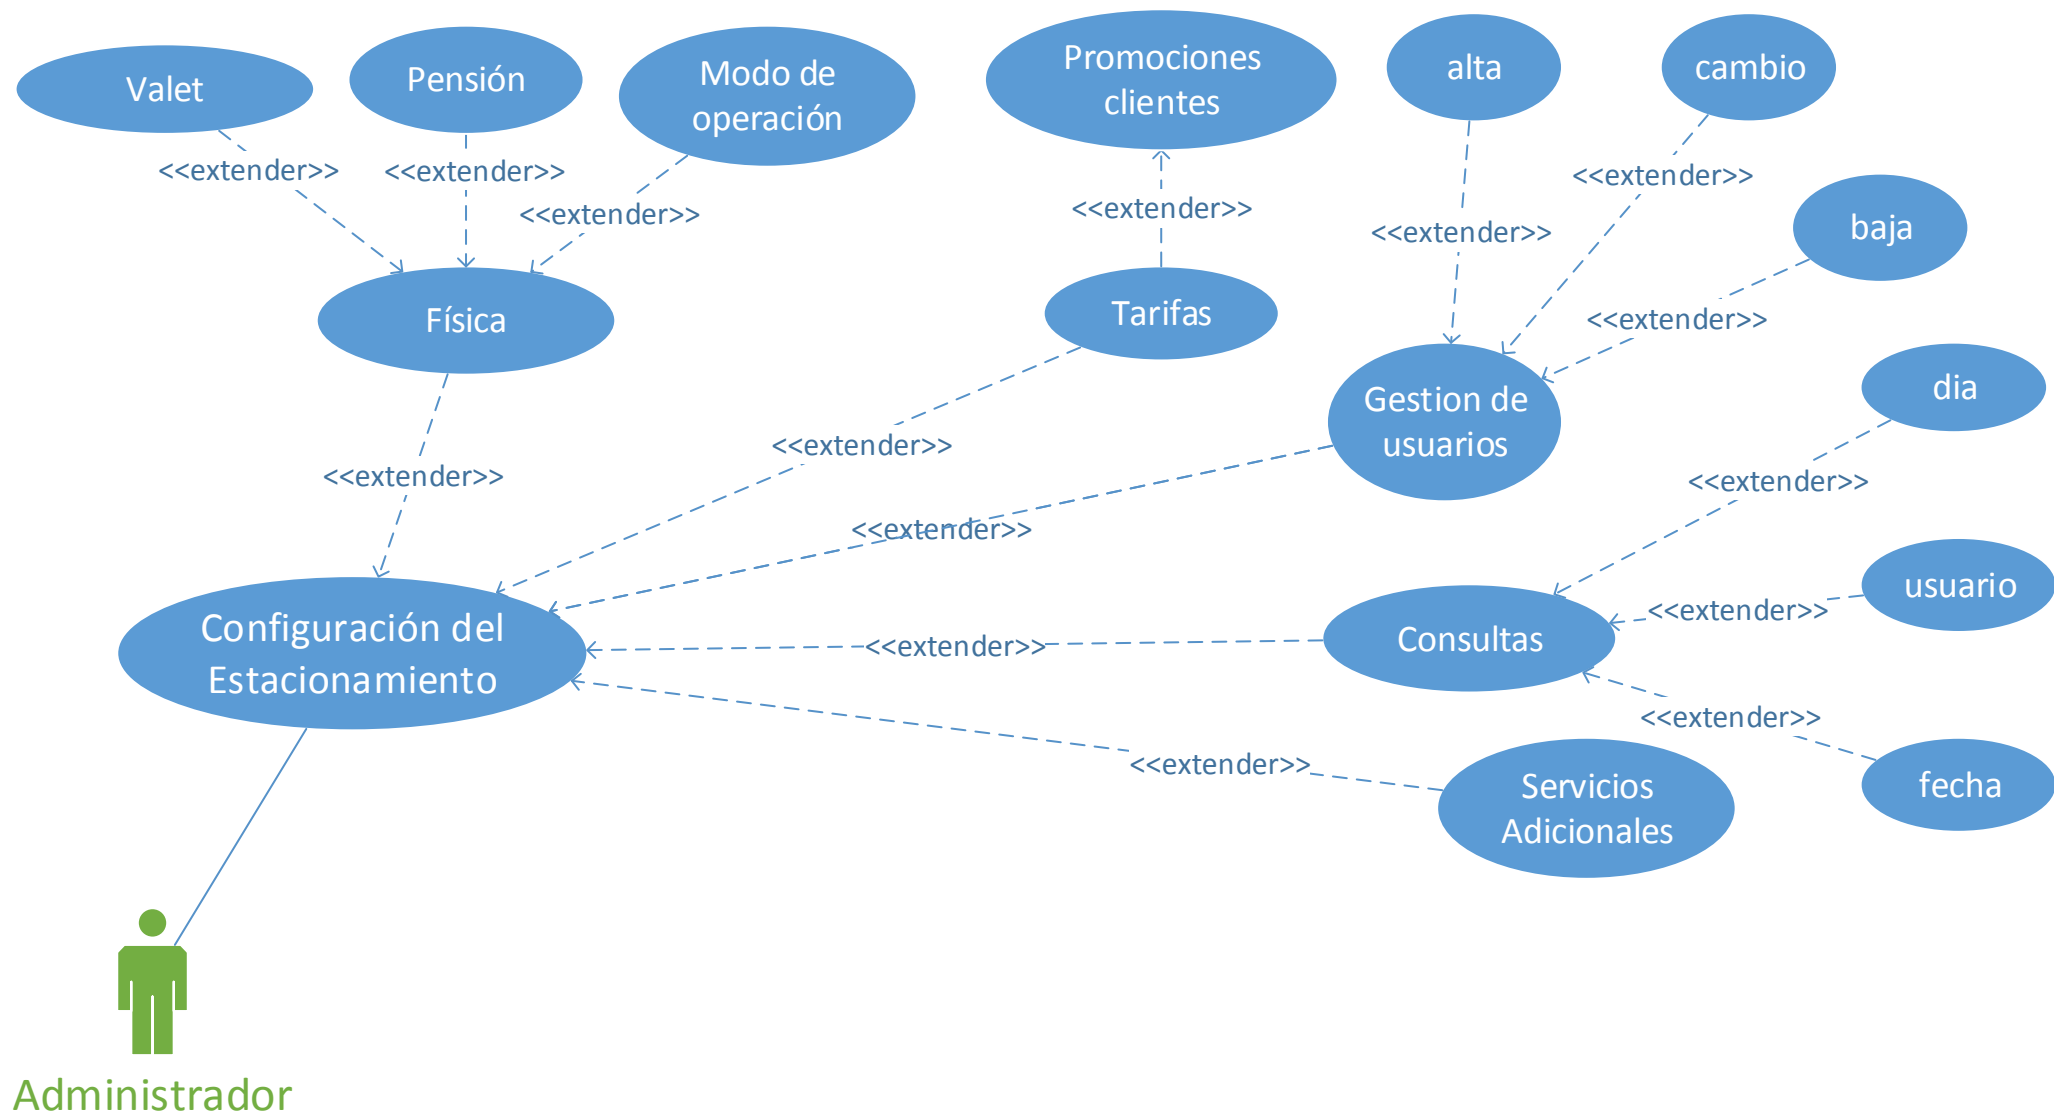 Valet
Pensión
Modo de
operación
Promociones
clientes
alta
cambio
<<extender>>
<<extender>>
<<extender>>
<<extender>>
<<extender>>
<<extender>>
baja
<<extender>>
Física
Tarifas
Gestion de
usuarios
dia
<<extender>>
<<extender>>
<<extender>>
<<extender>>
Configuración del
Estacionamiento
<<extender>>
Consultas
<<extender>>
usuario
<<extender>>
<<extender>>
Servicios
Adicionales
fecha
Administrador